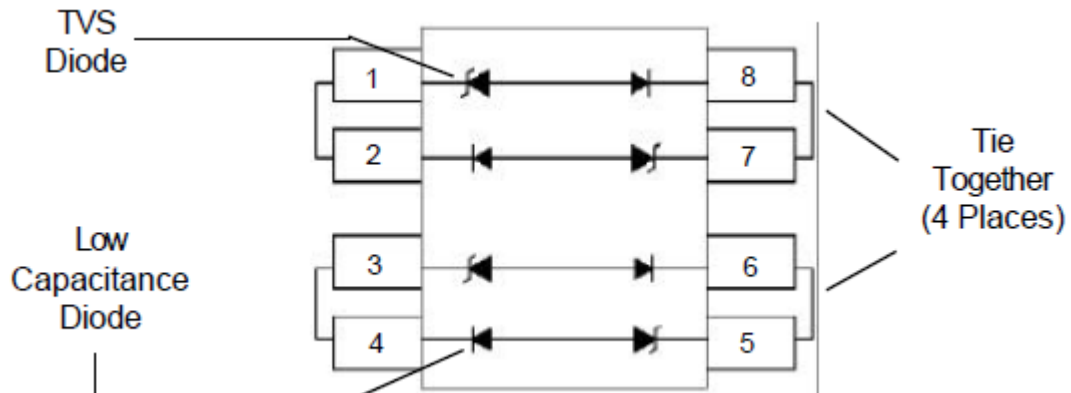 TVS
Diode
1
8
2
7
Tie
Together
(4 Places)
Low
Capacitance
Diode
3
6
4
5